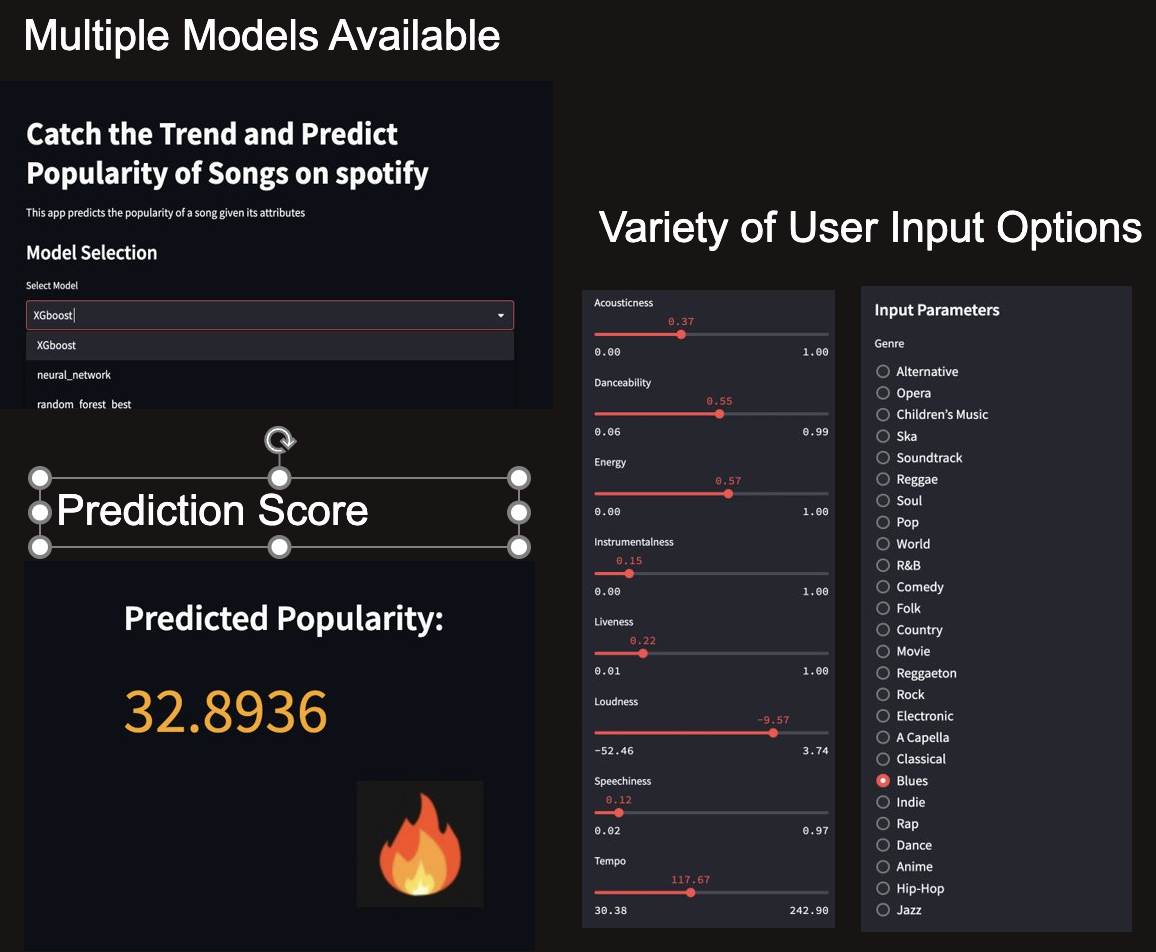 Multiple Models Available
Catch the Trend and Predict
Popularity of Songs on spotify
This app predicts the popularity of a song given its attributes
Model Selection
Select Model
XGboost
XGboost
neural_network
random_forest_best
Prediction Score
Predicted Popularity:
32.8936
Variety of User Input Options
Acousticness
0.37
0.00 1.00
Danceability
0.55
0.06 0.99
Energy
0.57
0.00 1.00
Instrumentalness
0.15
0.00 1.00
Liveness
0.22
0.01 1.00
Loudness
-9.57
-52.46 3.74
Speechiness
0.12
0.02 0.97
Tempo
117.67
30.38 242.90
Input Parameters
Genre
Alternative
Opera
Children's Music
Ska
Soundtrack
Reggae
Soul
Pop
World
R&B
Comedy
Folk
Country
Movie
Reggaeton
Rock
Electronic
A Capella
Classical
Blues
Indie
Rap
Dance
Anime
Hip-Hop
Jazz